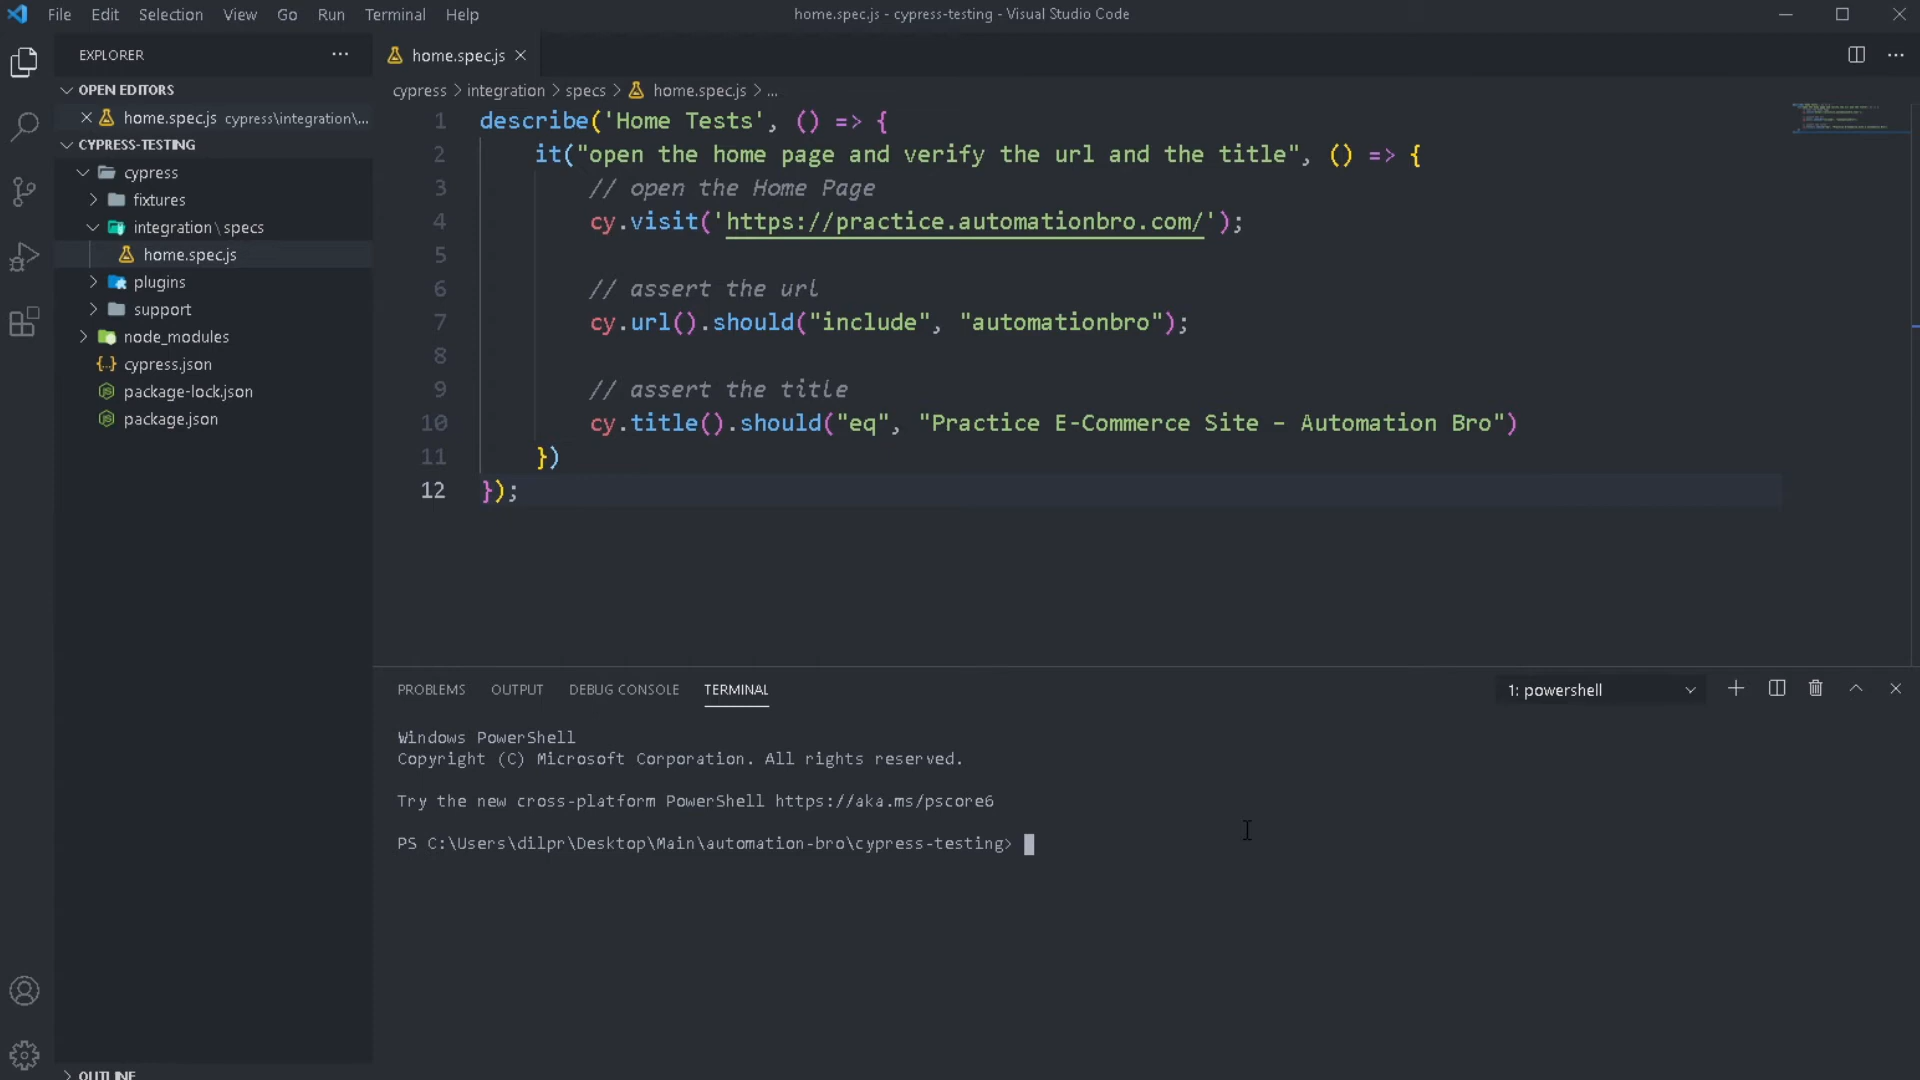 File Edit Selection View Go Run Terminal Help
home.spec.js - cypress-testing - Visual Studio Code
EXPLORER
OPEN EDITORS
home.spec.js cypress\integration\...
CYPRESS-TESTING
cypress
fixtures
integration\specs
home.spec.js
plugins
support
node_modules
cypress.json
package-lock.json
package.json
OUTLINE
home.spec.js
cypress > integration > specs > home.spec.js > ...
1 describe('Home Tests', () => {
2 it("open the home page and verify the url and the title", () => {
3 // open the Home Page
4 cy.visit('https://practice.automationbro.com/');
5
6 // assert the url
7 cy.url().should("include", "automationbro");
8
9 // assert the title
10 cy.title().should("eq", "Practice E-Commerce Site – Automation Bro")
11 })
12 });
PROBLEMS OUTPUT DEBUG CONSOLE TERMINAL
1: powershell
Windows PowerShell
Copyright (C) Microsoft Corporation. All rights reserved.
Try the new cross-platform PowerShell https://aka.ms/pscore6
PS C:\Users\dilpr\Desktop\Main\automation-bro\cypress-testing>